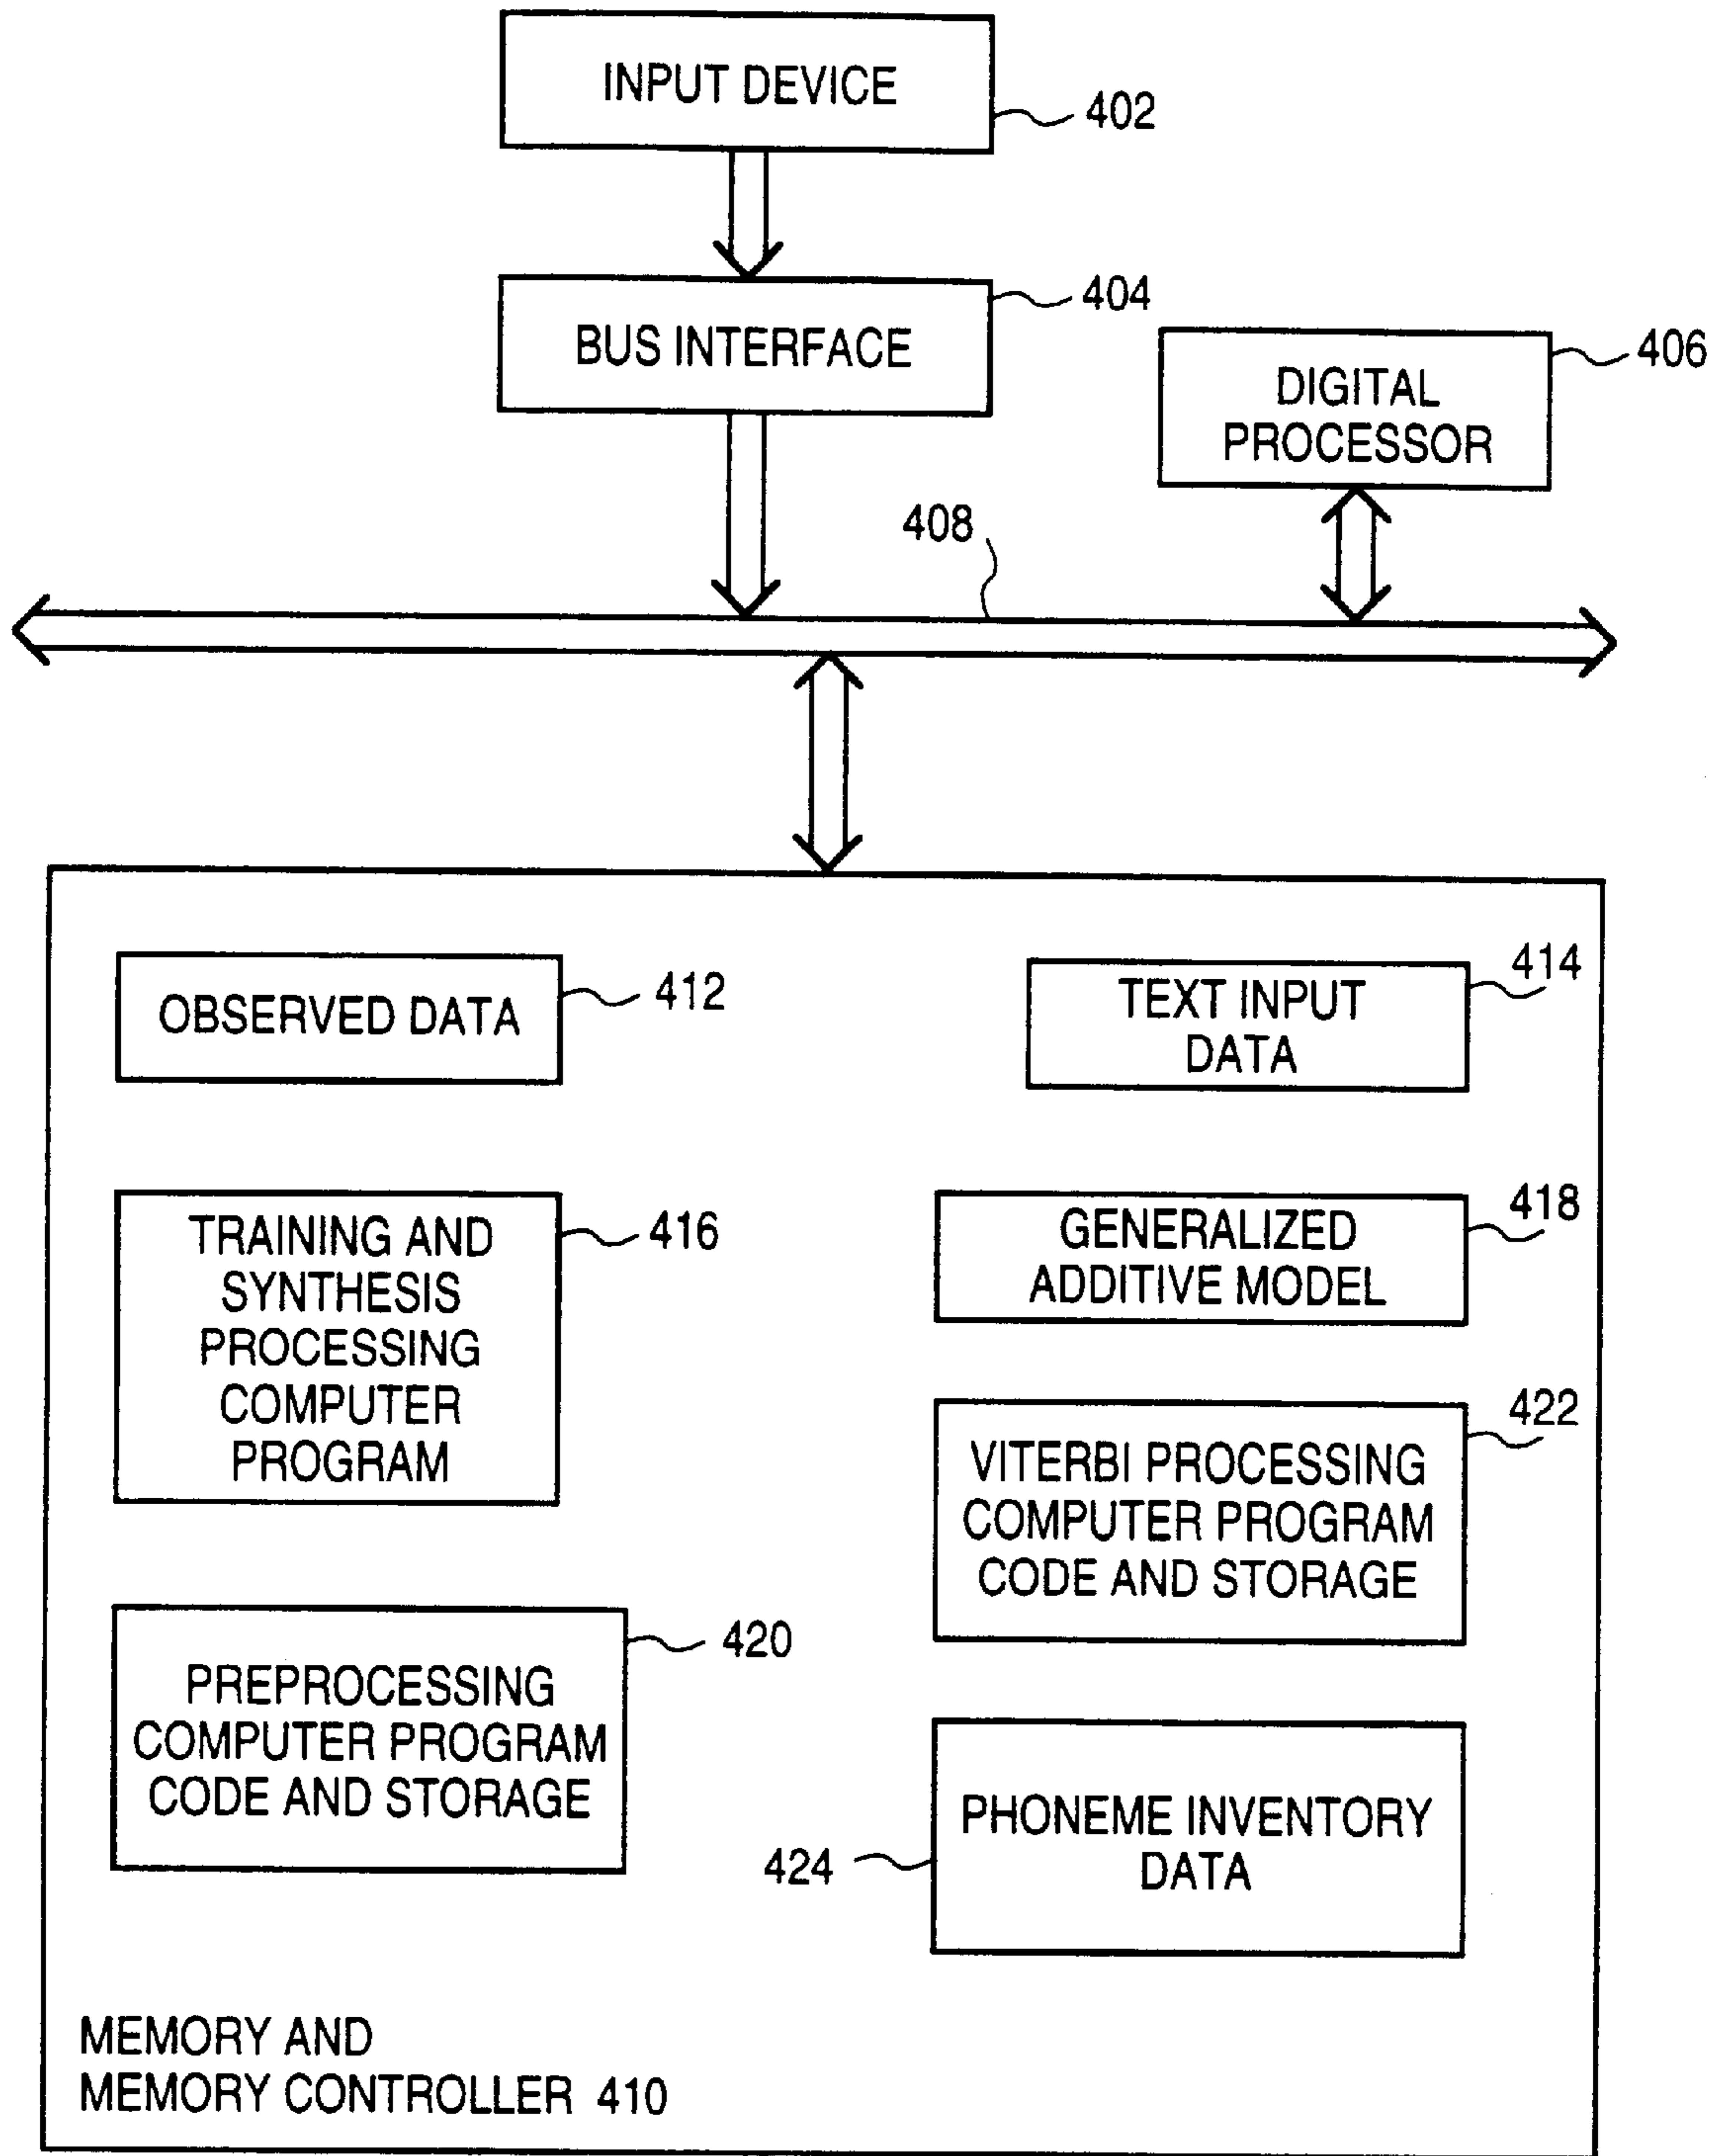 INPUT DEVICE
402
BUS INTERFACE
404
DIGITAL
PROCESSOR
406
408
OBSERVED DATA
412
TEXT INPUT
DATA
414
TRAINING AND
SYNTHESIS
PROCESSING
COMPUTER
PROGRAM
416
GENERALIZED
ADDITIVE MODEL
418
VITERBI PROCESSING
COMPUTER PROGRAM
CODE AND STORAGE
422
PREPROCESSING
COMPUTER PROGRAM
CODE AND STORAGE
420
PHONEME INVENTORY
DATA
424
MEMORY AND
MEMORY CONTROLLER 410